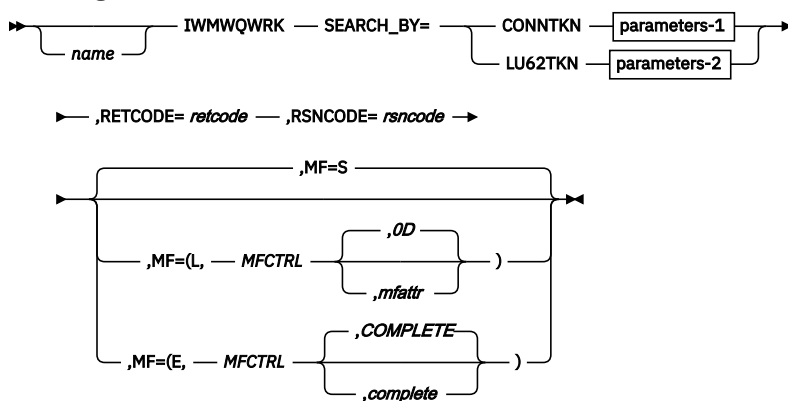 IWMWQWRK SEARCH_BY= CONNTKN parameters-1
name
LU62TKN parameters-2
,RETCODE= retcode ,RSNCODE= rsncode
,MF=S
,0D
,MF=(L, MFCTRL )
,mfattr
,COMPLETE
,MF=(E, MFCTRL )
,complete